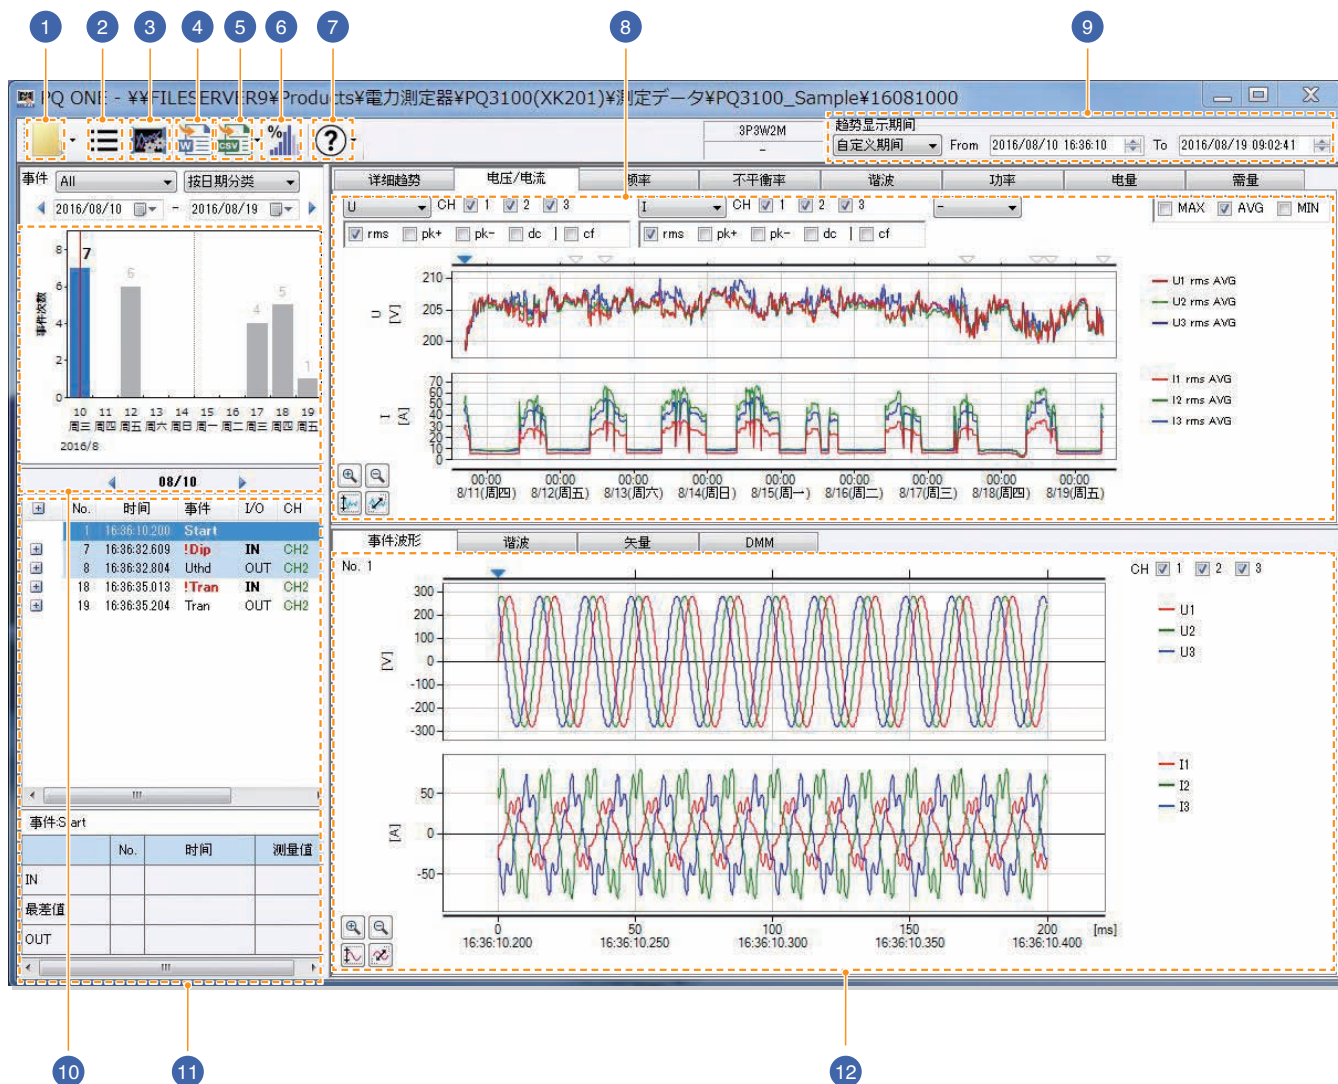 1 2 3 4 5 6 7 8 9
PQ ONE - ¥¥FILESERVER9¥Products¥電力測定器¥PQ3100(XK201)¥測定データ¥PQ3100_Sample¥16081000
W CSV % ?
3P3W2M
-
趋势显示期间
自定义期间 From 2016/08/10 16:36:10 To 2016/08/19 09:02:41
事件 All 按日期分类
2016/08/10 - 2016/08/19
详细趋势 电压/电流 频率 不平衡率 谐波 功率 电量 需量
U CH 1 2 3 I CH 1 2 3 -
MAX AVG MIN
rms pk+ pk- dc | cf rms pk+ pk- dc | cf
事件次数
8
6
4
2
0
7 6 4 5 1
10 11 12 13 14 15 16 17 18 19
周三 周四 周五 周六 周日 周一 周二 周三 周四 周五
2016/8
U [V]
210
205
200
U1 rms AVG
U2 rms AVG
U3 rms AVG
I [A]
70
60
50
40
30
20
10
0
I1 rms AVG
I2 rms AVG
I3 rms AVG
00:00 00:00 00:00 00:00 00:00 00:00 00:00 00:00 00:00
8/11(周四) 8/12(周五) 8/13(周六) 8/14(周日) 8/15(周一) 8/16(周二) 8/17(周三) 8/18(周四) 8/19(周五)
08/10
No. 时间 事件 I/O CH
1 16:36:10.200 Start
7 16:36:32.609 !Dip IN CH2
8 16:36:32.804 Uthd OUT CH2
18 16:36:35.013 !Tran IN CH2
19 16:36:35.204 Tran OUT CH2
事件:Start
No. 时间 测量值
IN
最差值
OUT
事件波形 谐波 矢量 DMM
No. 1
CH 1 2 3
[V]
300
200
100
0
-100
-200
-300
U1
U2
U3
[A]
50
0
-50
I1
I2
I3
0 50 100 150 200 [ms]
16:36:10.200 16:36:10.250 16:36:10.300 16:36:10.350 16:36:10.400
10 11 12